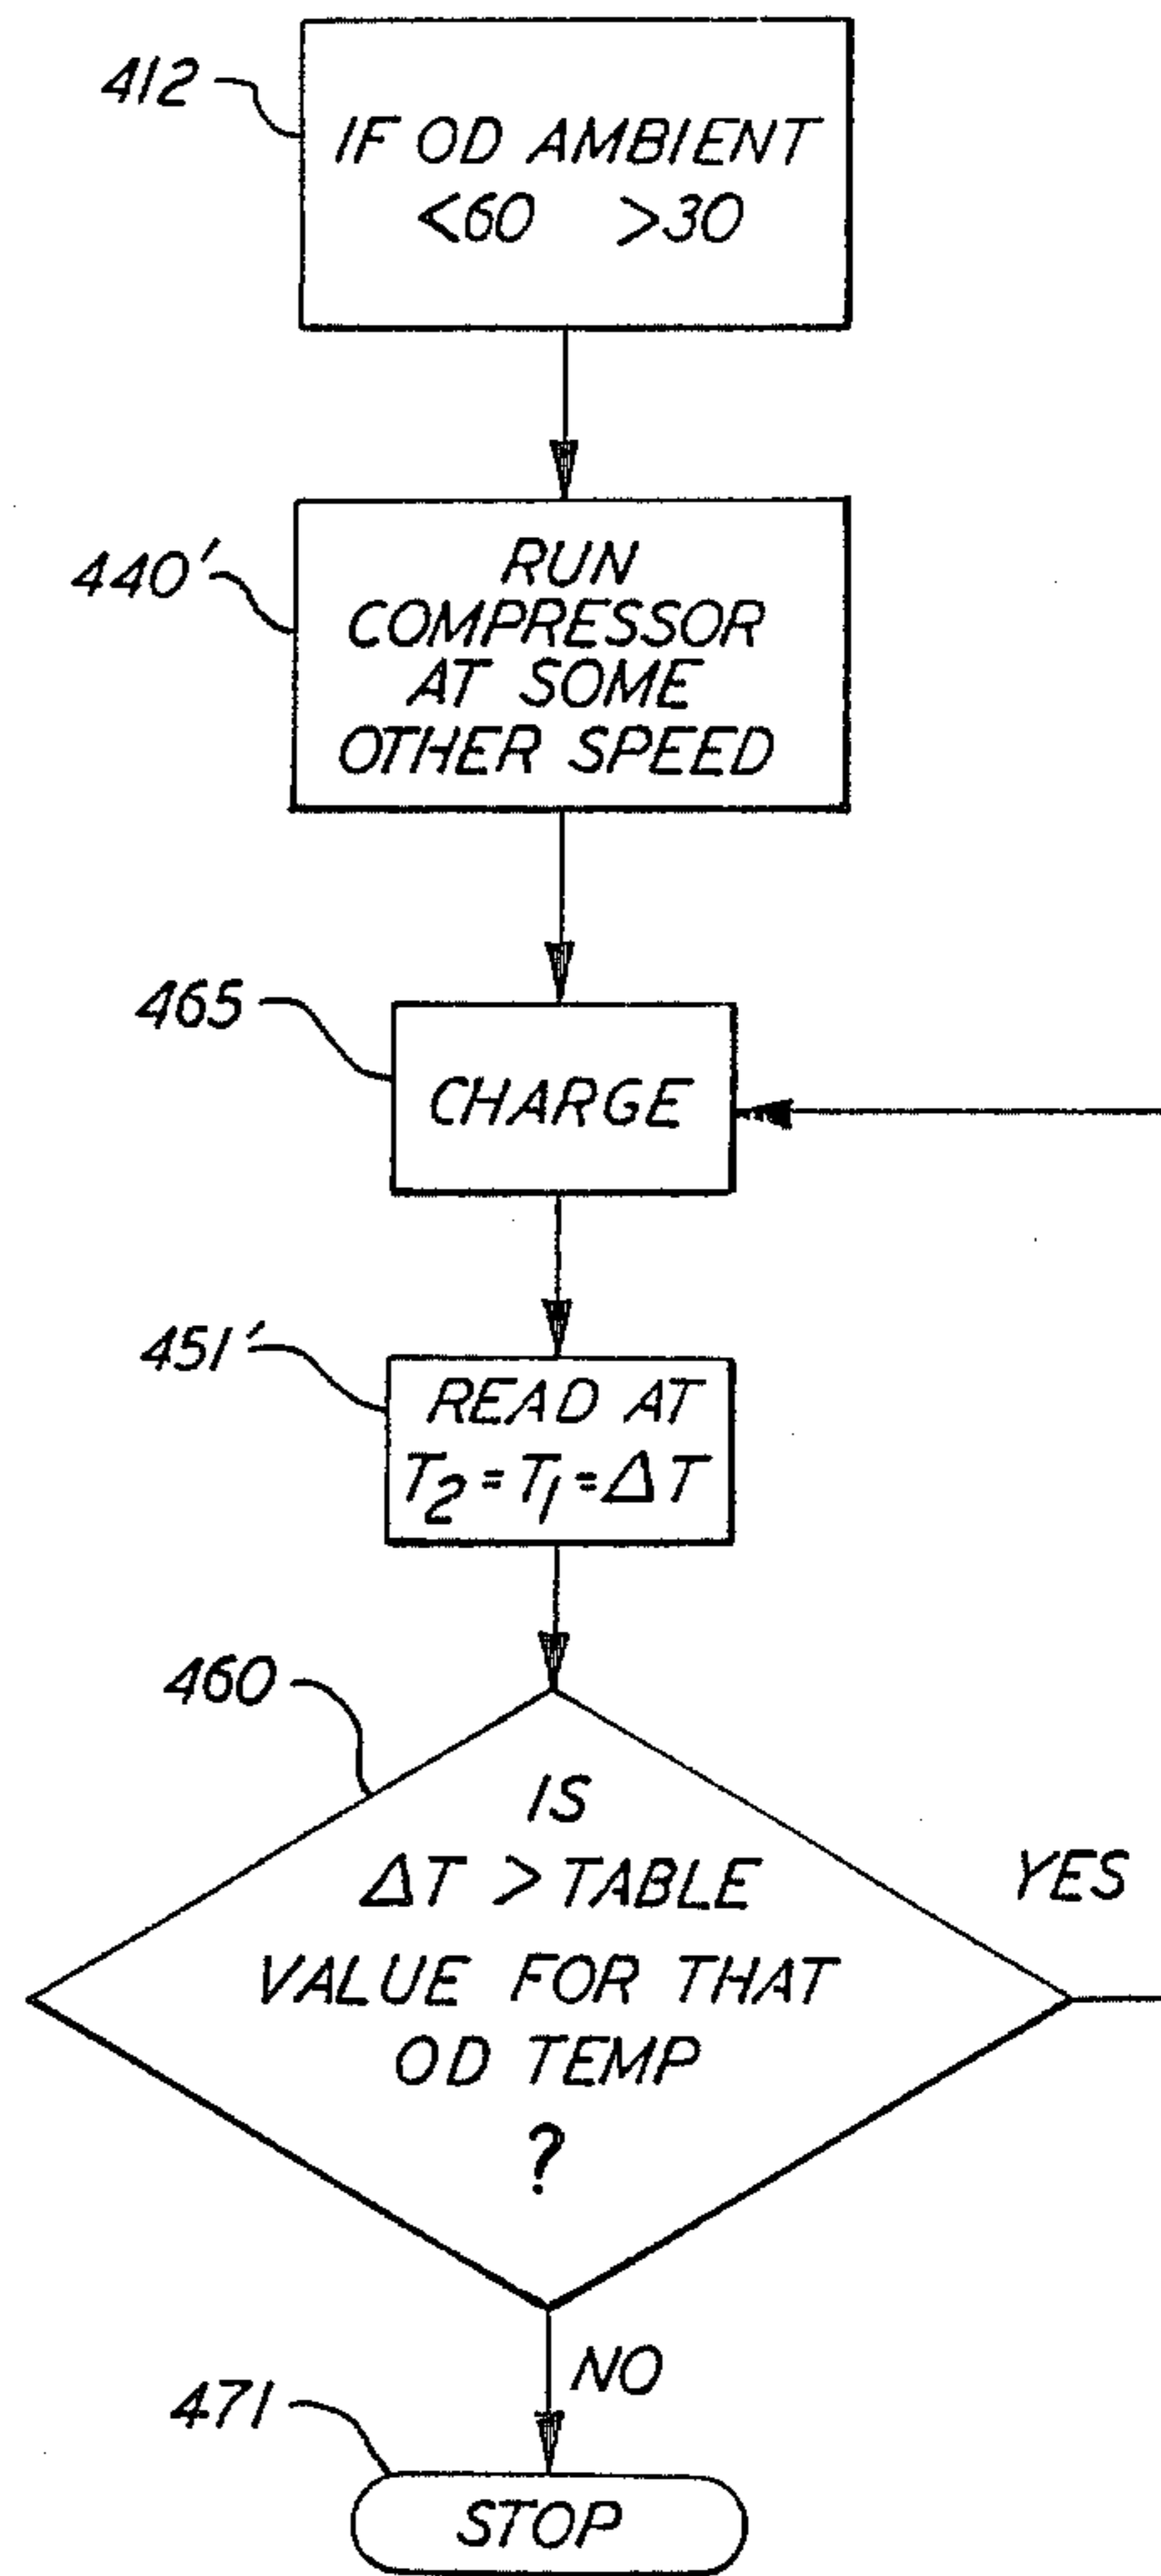 412
IF OD AMBIENT
<60 >30
440'
RUN
COMPRESSOR
AT SOME
OTHER SPEED
465
CHARGE
451'
READ AT
T2=T1=ΔT
460
IS
ΔT > TABLE
VALUE FOR THAT
OD TEMP
?
YES
NO
471
STOP